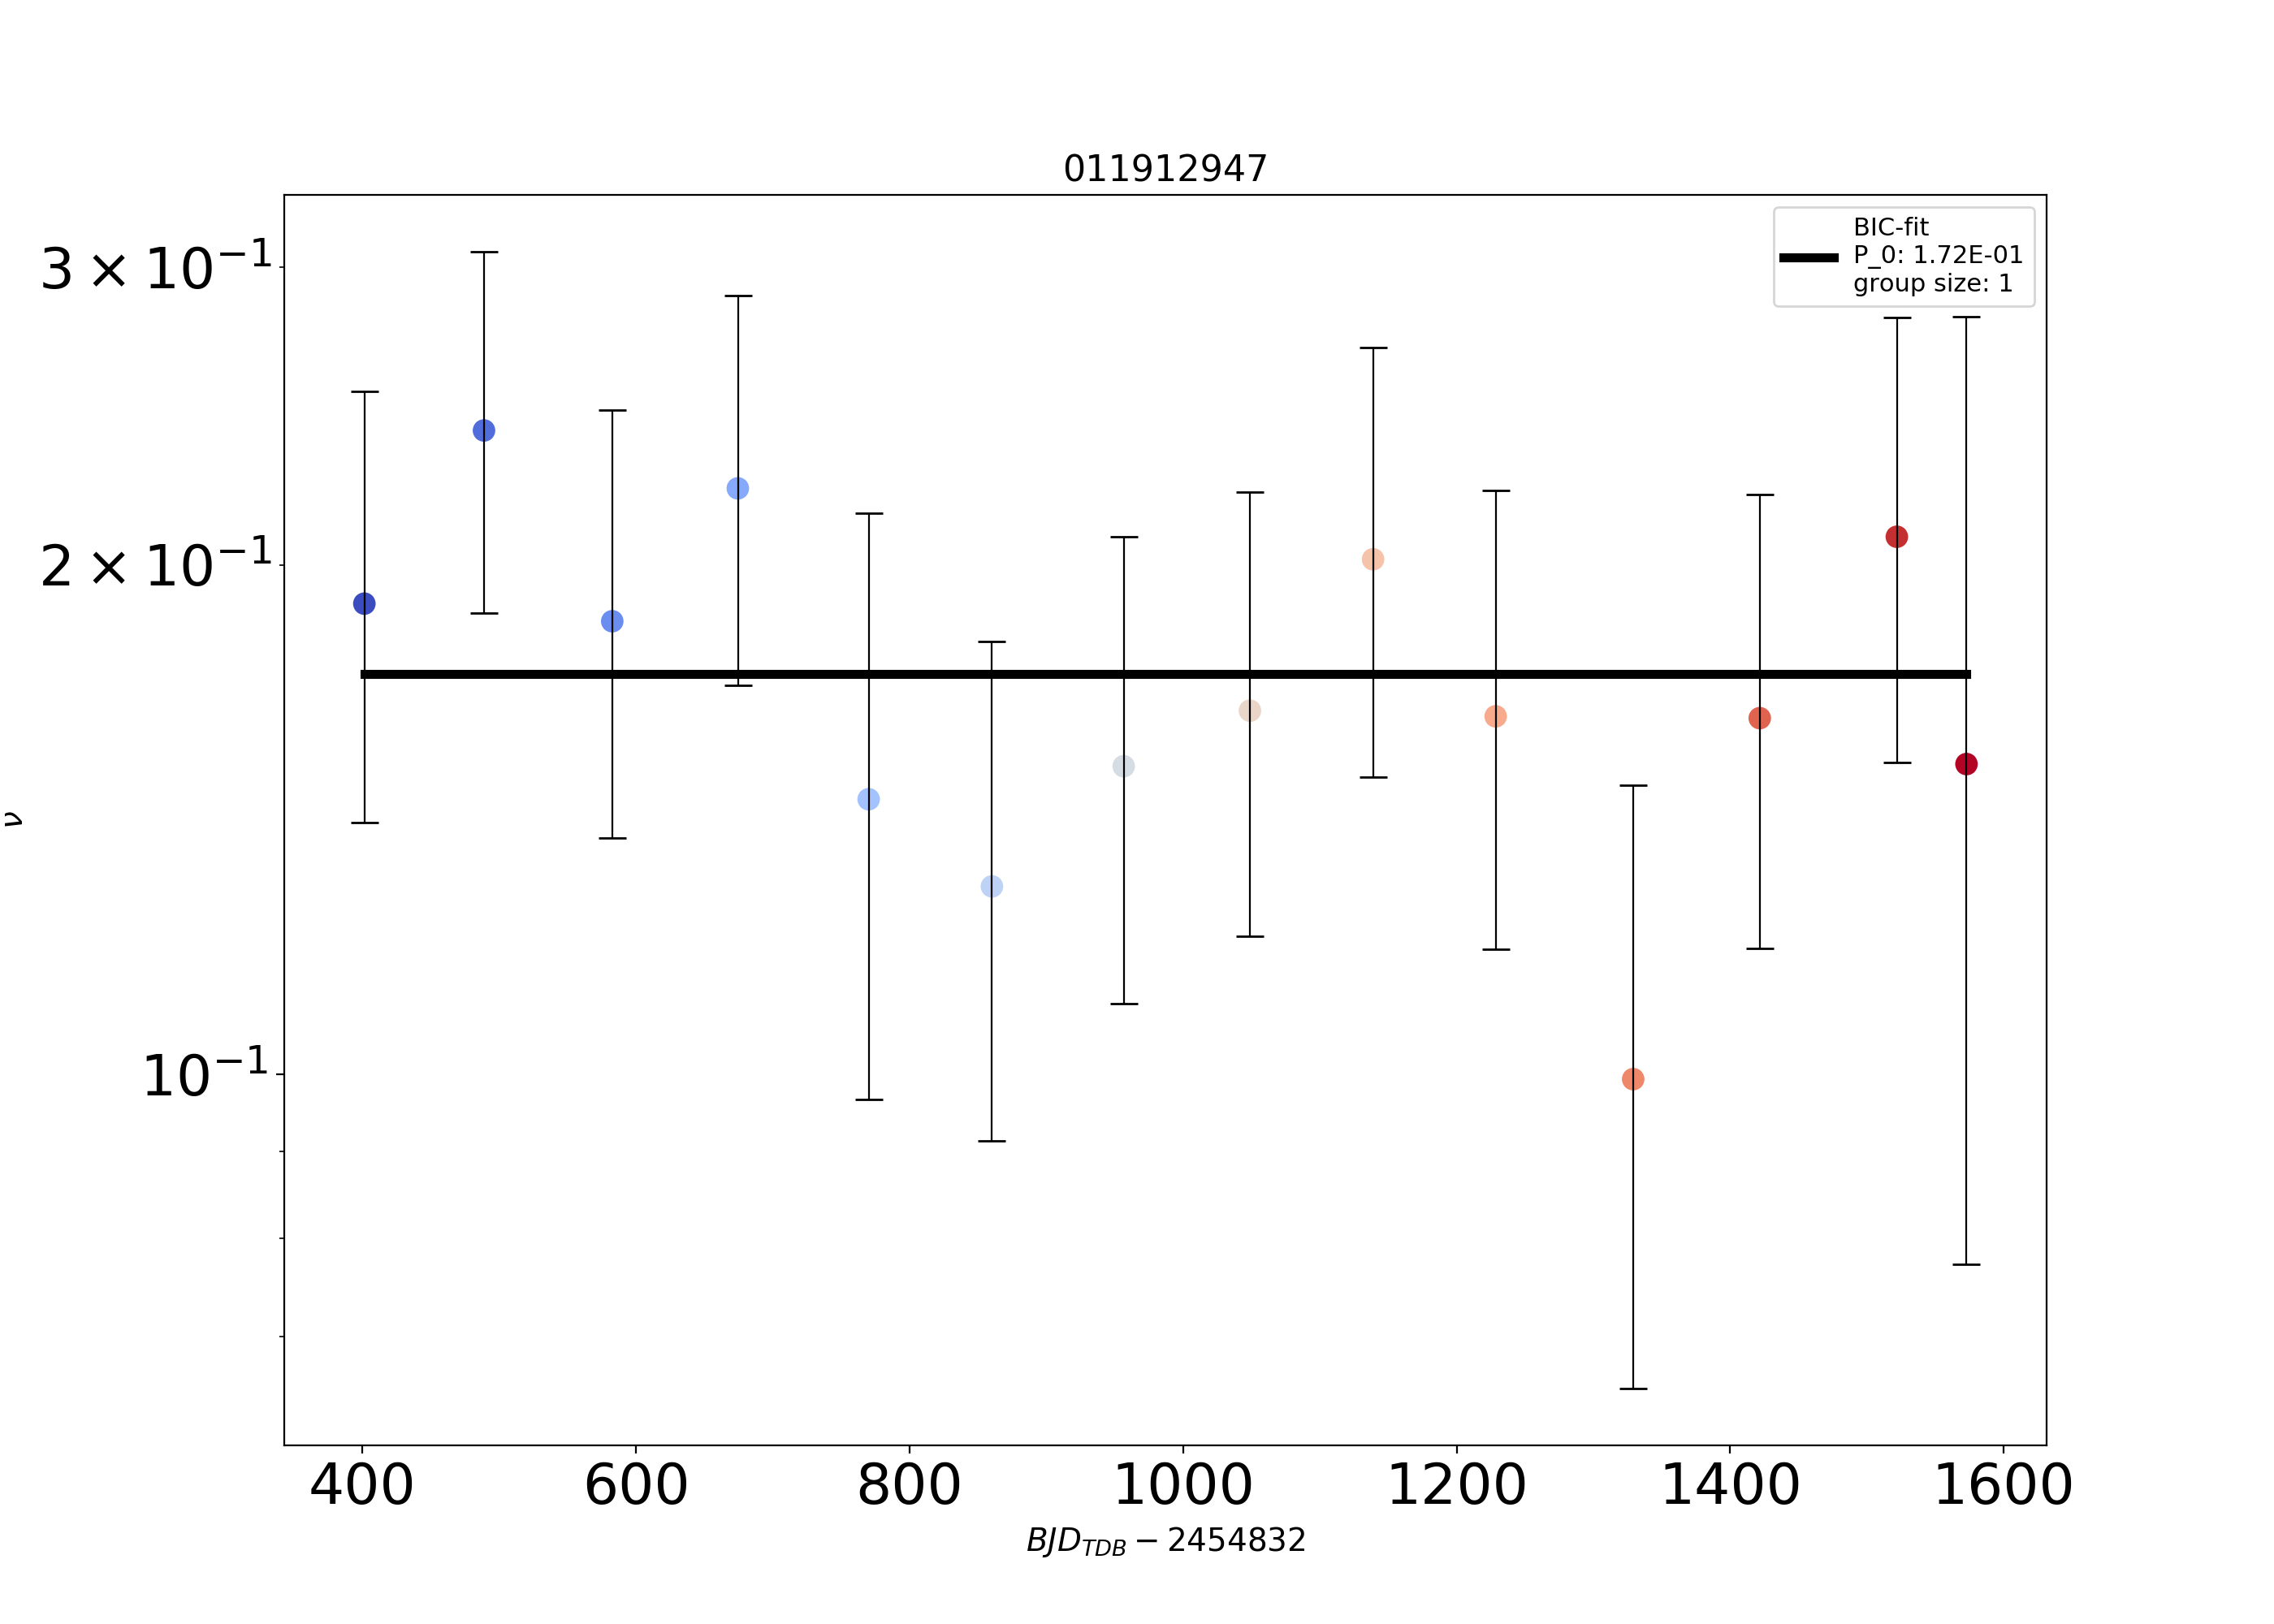 011912947
BIC-fit
P_0: 1.72E-01
group size: 1
3 × 10⁻¹
2 × 10⁻¹
10⁻¹
ν
400 600 800 1000 1200 1400 1600
BJD_TDB − 2454832